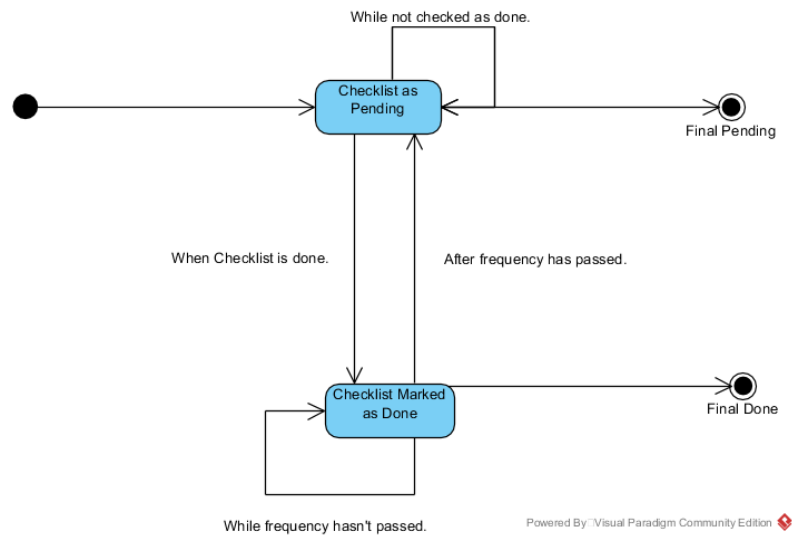 While not checked as done.
Checklist as
Pending
Final Pending
When Checklist is done.
After frequency has passed.
Checklist Marked
as Done
Final Done
While frequency hasn't passed.
Powered By Visual Paradigm Community Edition